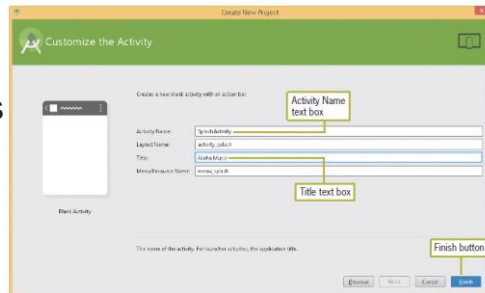 Create New Project
Customize the Activity
s
Creates a new blank activity with an action bar.
Activity Name
text box
Activity Name: SplashActivity
Layout Name: activity_splash
Title: Aloha Music
Menu Resource Name: menu_splash
Title text box
Blank Activity
The name of the activity. For launcher activities, the application title.
Finish button
Previous Next Cancel Finish